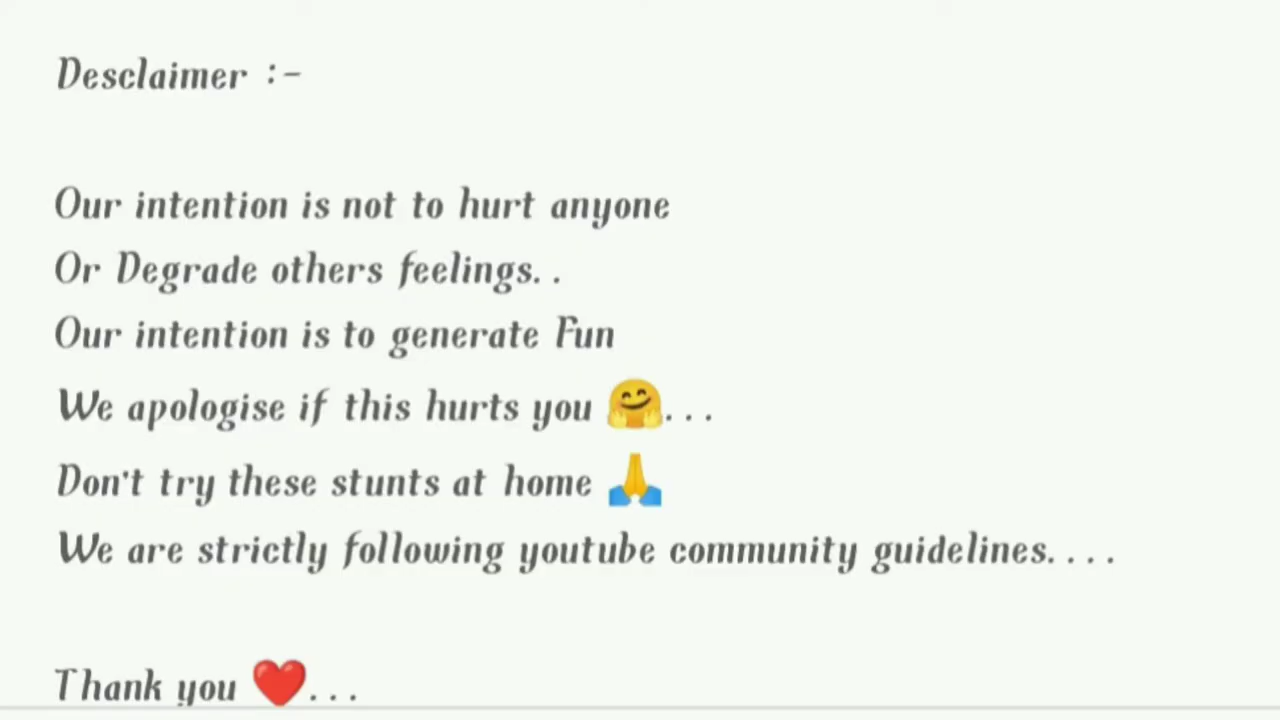 Desclaimer :-
Our intention is not to hurt anyone
Or Degrade others feelings. .
Our intention is to generate Fun
We apologise if this hurts you 🤗. . .
Don't try these stunts at home 🙏
We are strictly following youtube community guidelines. . . .
Thank you ❤️. . .